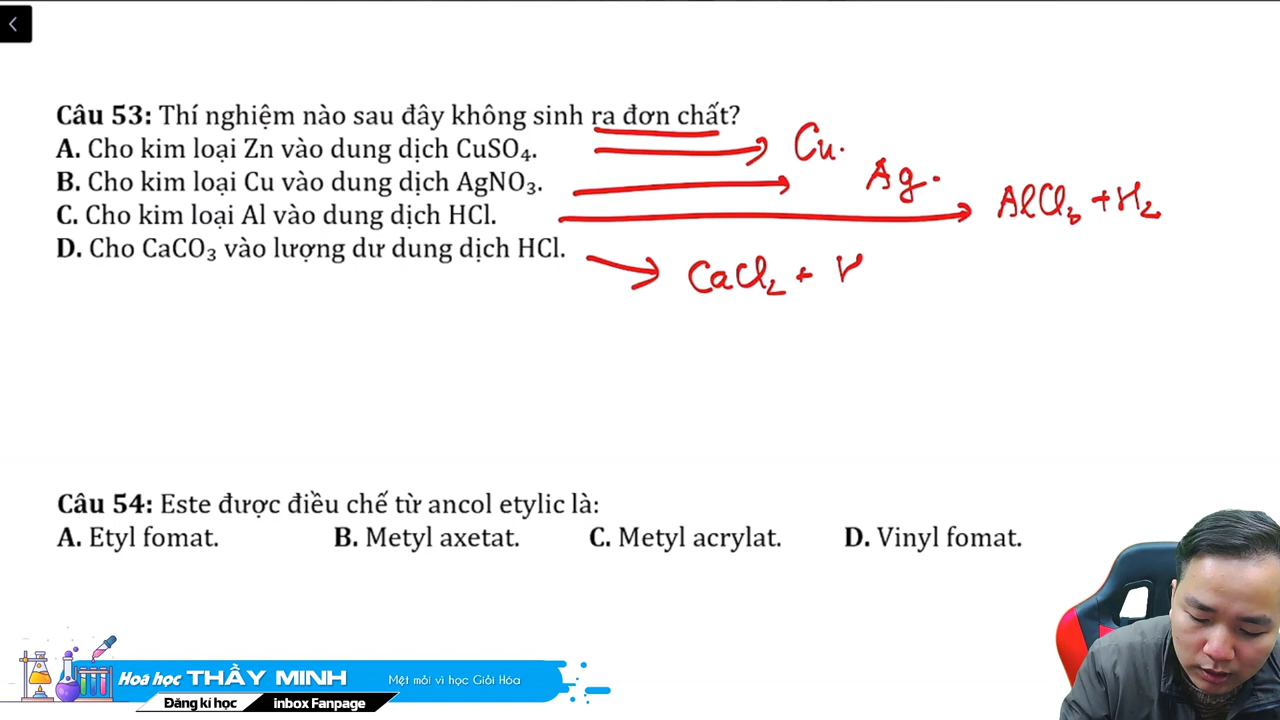 Câu 53: Thí nghiệm nào sau đây không sinh ra đơn chất?
A. Cho kim loại Zn vào dung dịch CuSO₄. Cu.
B. Cho kim loại Cu vào dung dịch AgNO₃. Ag.
C. Cho kim loại Al vào dung dịch HCl. AlCl₃ + H₂
D. Cho CaCO₃ vào lượng dư dung dịch HCl. CaCl₂ +
Câu 54: Este được điều chế từ ancol etylic là:
A. Etyl fomat. B. Metyl axetat. C. Metyl acrylat. D. Vinyl fomat.
Hoá học THẦY MINH Mệt mỏi vì học Giỏi Hóa
Đăng kí học inbox Fanpage